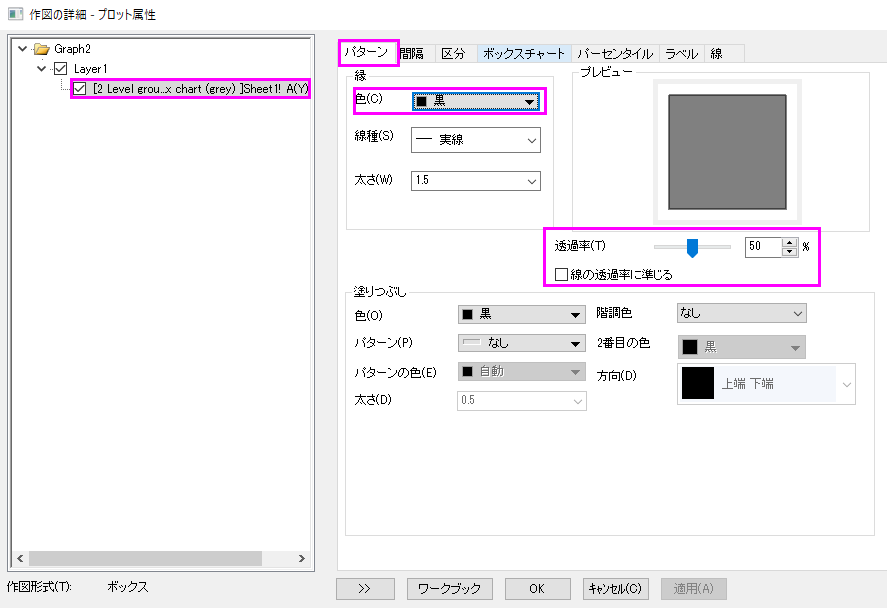 作図の詳細 - プロット属性
Graph2
Layer1
[2 Level grou...x chart (grey) ]Sheet1! A(Y)
パターン 間隔 区分 ボックスチャート パーセンタイル ラベル 線
縁
色(C) 黒
線種(S) 実線
太さ(W) 1.5
プレビュー
透過率(T) 50 %
線の透過率に準じる
塗りつぶし
色(O) 黒
パターン(P) なし
パターンの色(E) 自動
太さ(D) 0.5
階調色 なし
2番目の色 黒
方向(D) 上端 下端
作図形式(T): ボックス
>> ワークブック OK キャンセル(C) 適用(A)